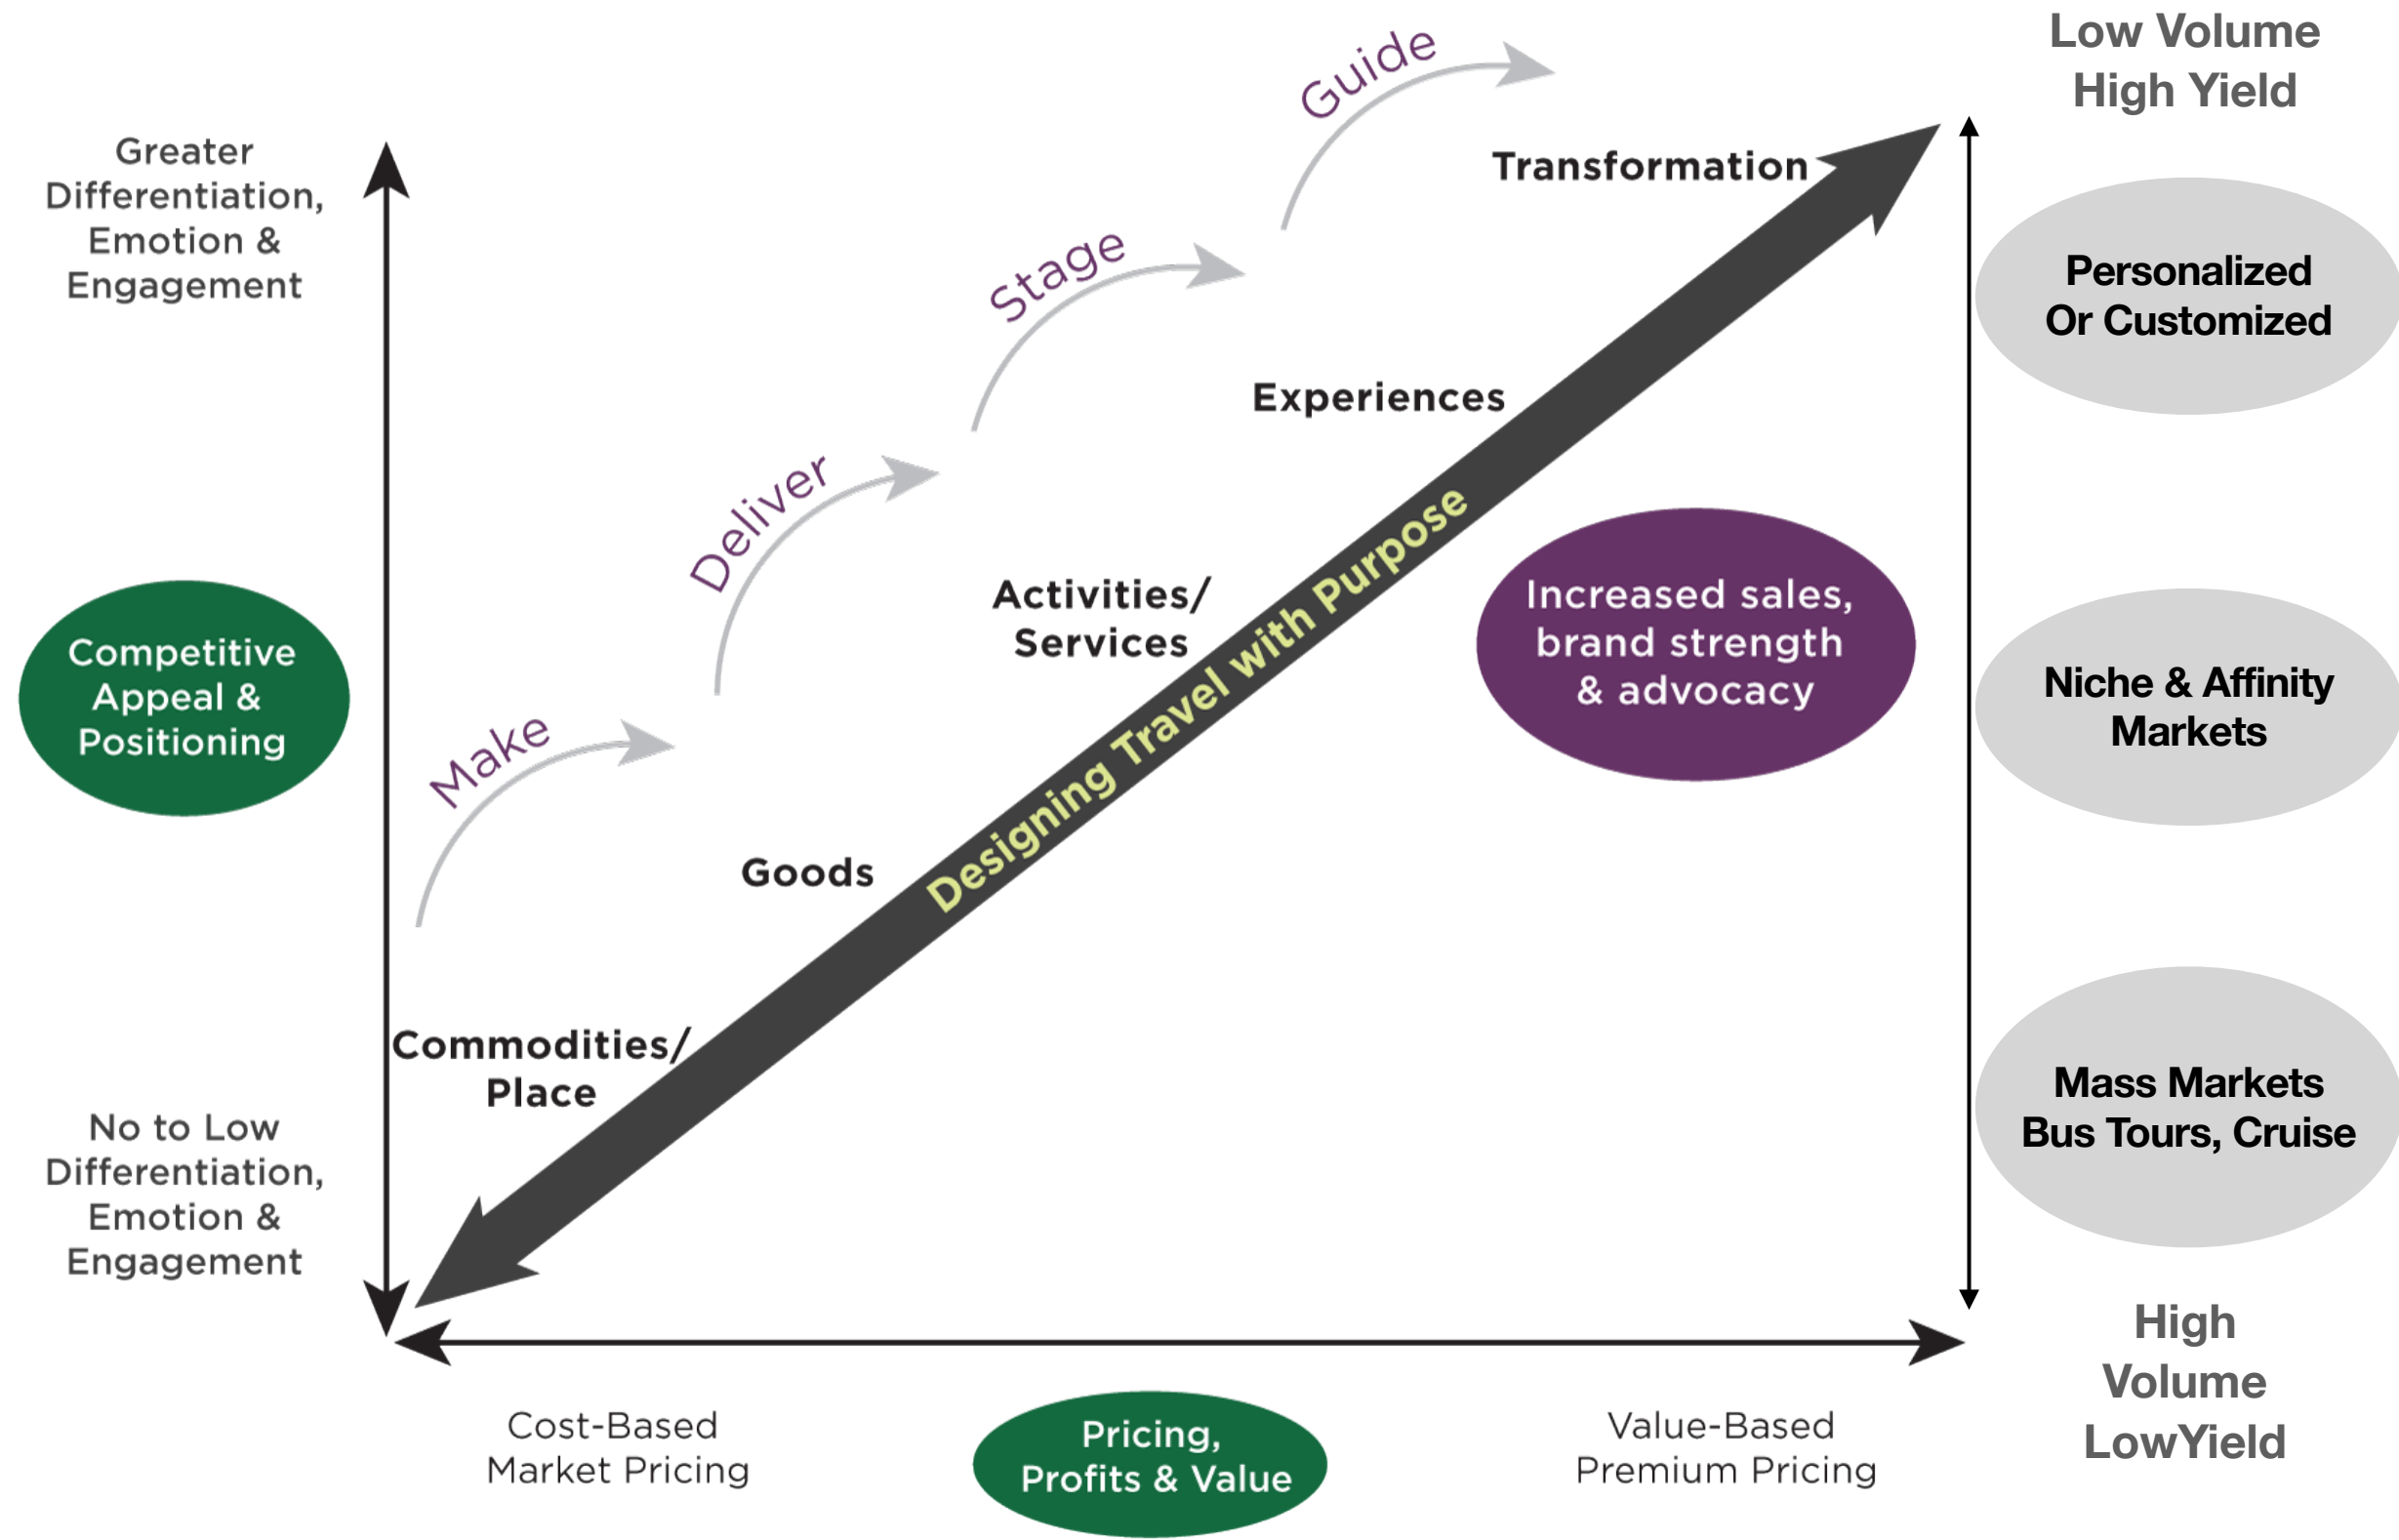 Low Volume
High Yield
Guide
Greater
Differentiation,
Emotion &
Engagement
Transformation
Stage
Personalized
Or Customized
Experiences
Deliver
Designing Travel with Purpose
Activities/
Services
Increased sales,
brand strength
& advocacy
Competitive
Appeal &
Positioning
Niche & Affinity
Markets
Make
Goods
Commodities/
Place
Mass Markets
Bus Tours, Cruise
No to Low
Differentiation,
Emotion &
Engagement
High
Volume
LowYield
Cost-Based
Market Pricing
Pricing,
Profits & Value
Value-Based
Premium Pricing